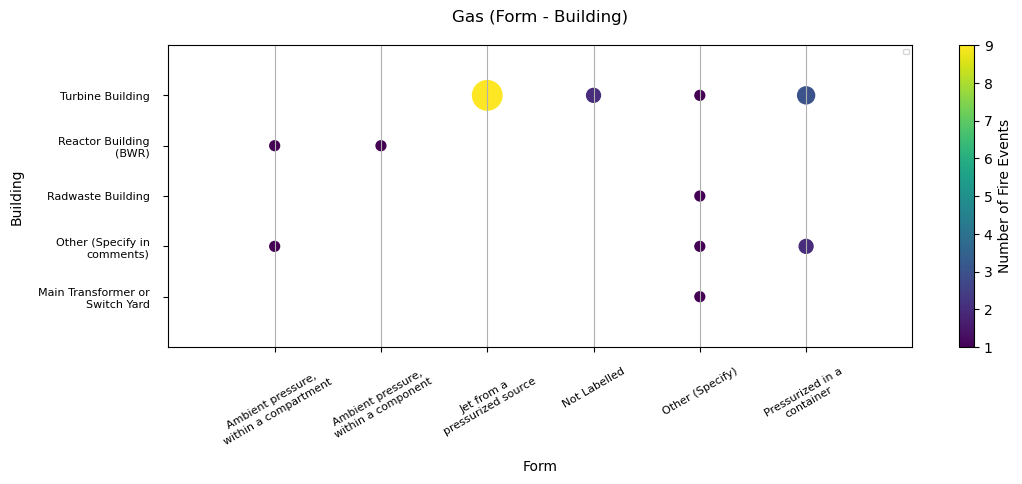 Gas (Form - Building)
Building
Turbine Building
Reactor Building
(BWR)
Radwaste Building
Other (Specify in
comments)
Main Transformer or
Switch Yard
Ambient pressure,
within a compartment
Ambient pressure,
within a component
Jet from a
pressurized source
Not Labelled
Other (Specify)
Pressurized in a
container
Form
9
8
7
6
5
4
3
2
1
Number of Fire Events